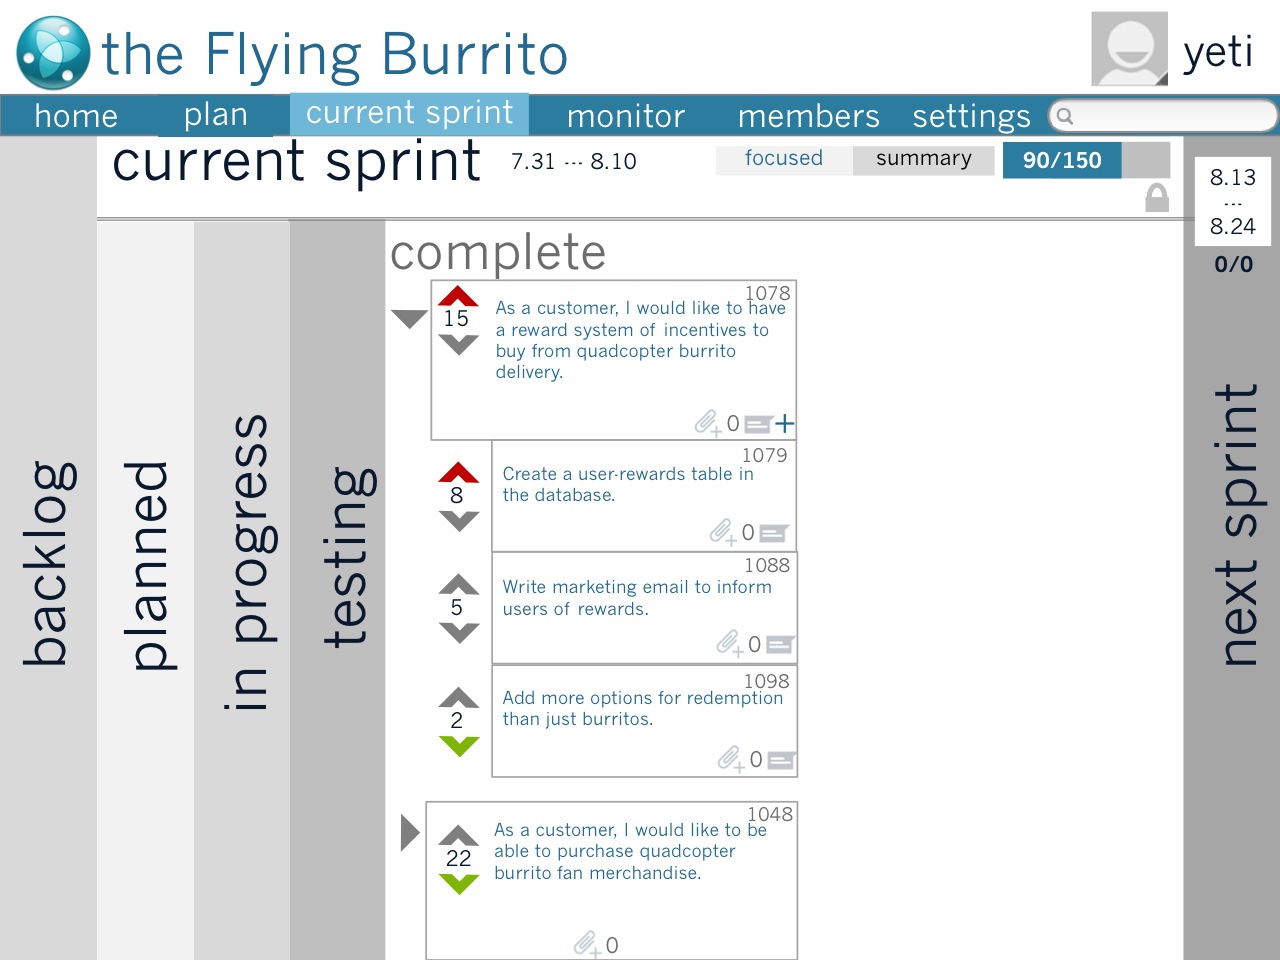 the Flying Burrito
yeti
home plan current sprint monitor members settings
current sprint 7.31 --- 8.10 focused summary 90/150
8.13
---
8.24
0/0
backlog
planned
in progress
testing
complete
1078
15
As a customer, I would like to have
a reward system of incentives to
buy from quadcopter burrito
delivery.
0
1079
8
Create a user-rewards table in
the database.
0
1088
5
Write marketing email to inform
users of rewards.
0
1098
2
Add more options for redemption
than just burritos.
0
1048
22
As a customer, I would like to be
able to purchase quadcopter
burrito fan merchandise.
0
next sprint